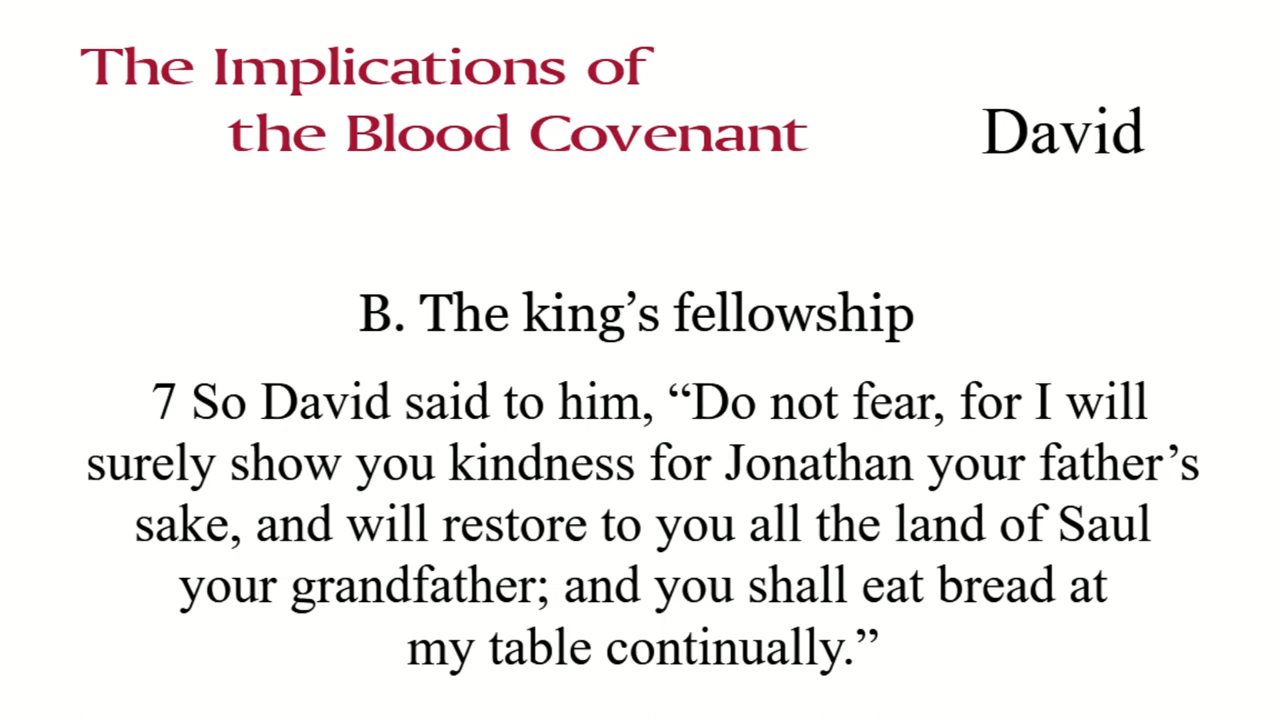 The Implications of
the Blood Covenant
David
B. The king’s fellowship
7 So David said to him, “Do not fear, for I will
surely show you kindness for Jonathan your father’s
sake, and will restore to you all the land of Saul
your grandfather; and you shall eat bread at
my table continually.”